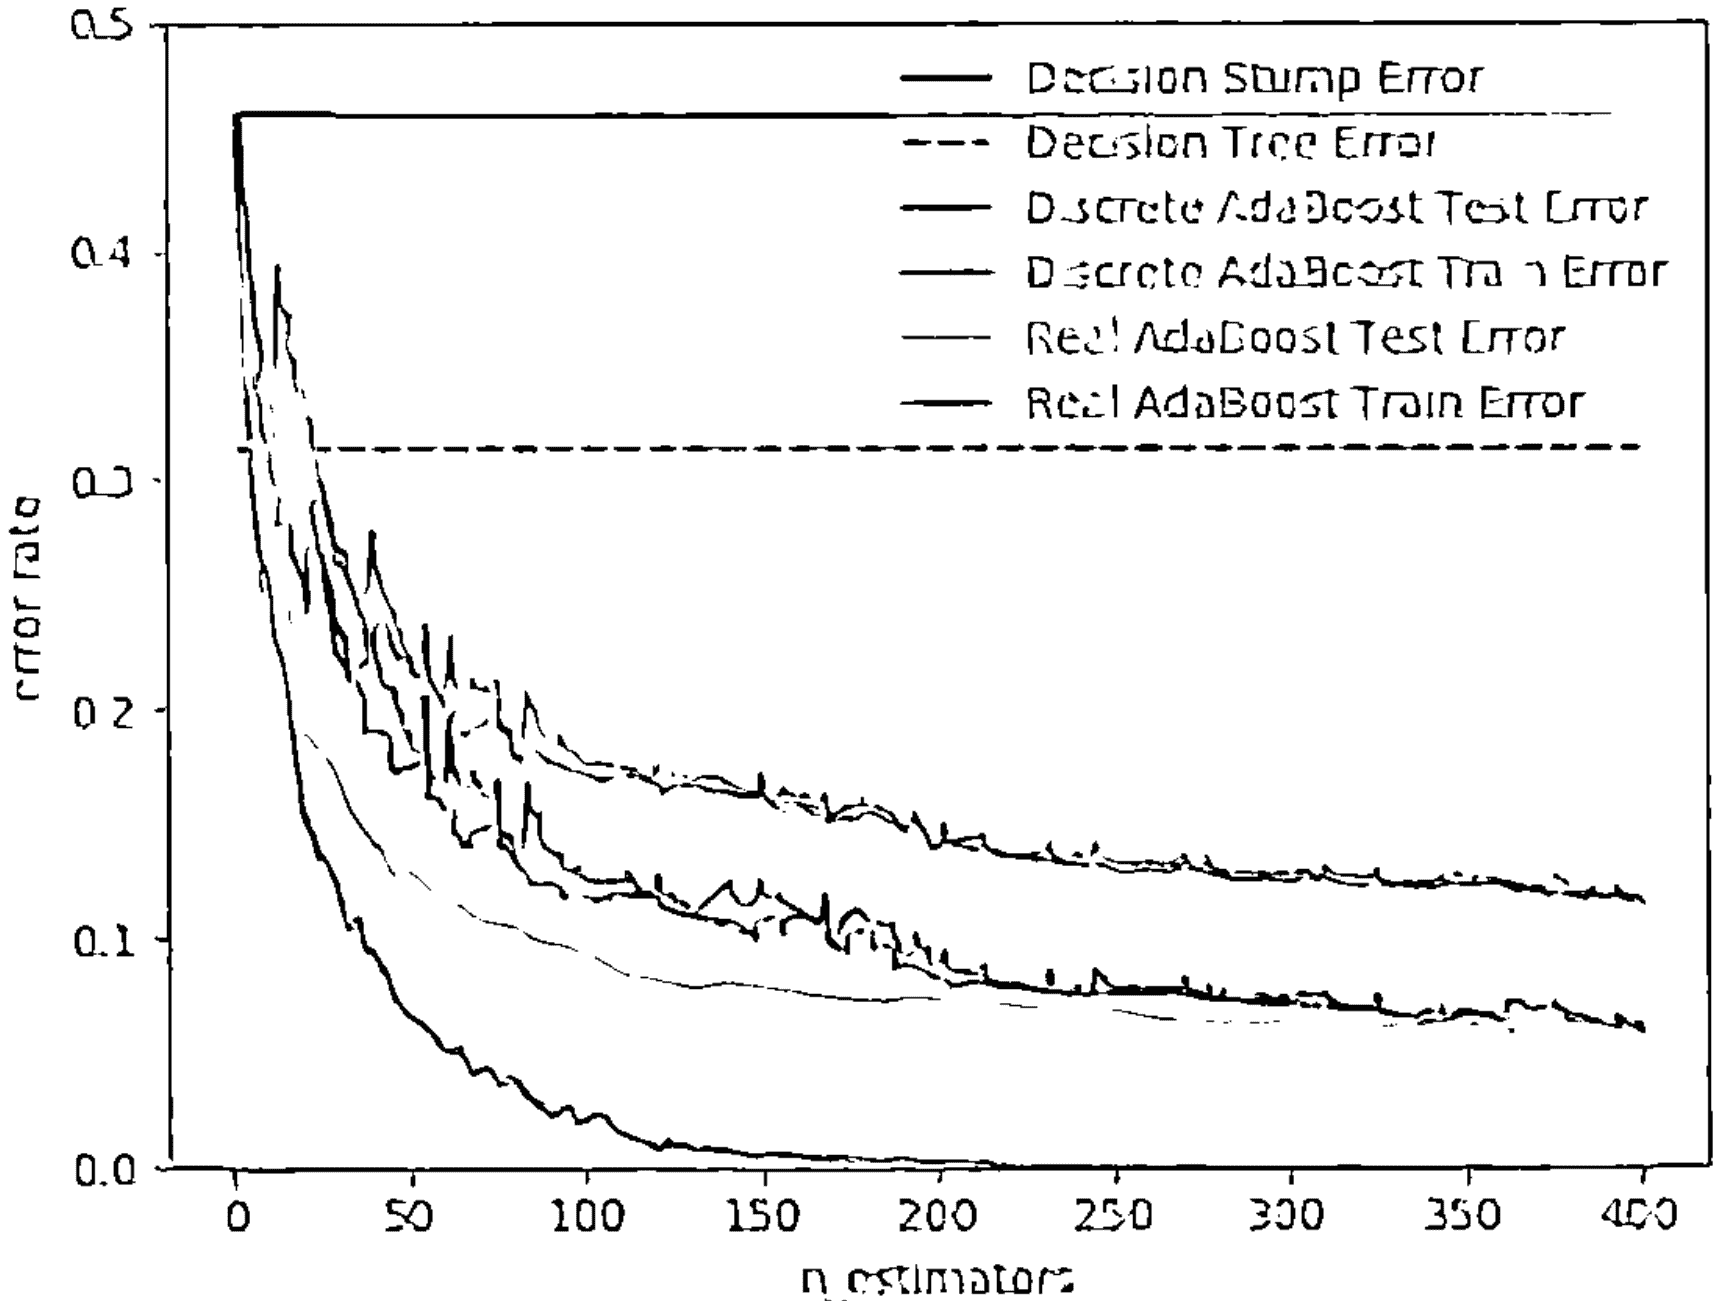 0.5
Decision Stump Error
Decision Tree Error
0.4
Discrete AdaBoost Test Error
Discrete AdaBoost Train Error
Real AdaBoost Test Error
Real AdaBoost Train Error
0.3
error rate
0.2
0.1
0.0
0 50 100 150 200 250 300 350 400
n_estimators